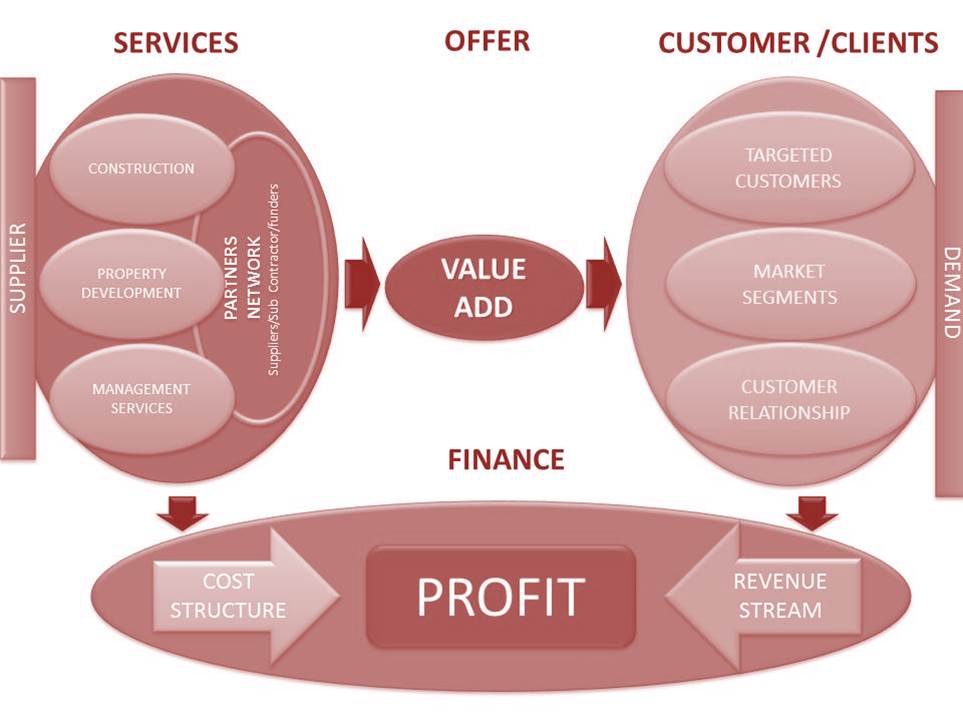 SERVICES
OFFER
CUSTOMER /CLIENTS
SUPPLIER
CONSTRUCTION
PROPERTY
DEVELOPMENT
MANAGEMENT
SERVICES
PARTNERS
NETWORK
Suppliers/Sub Contractor/funders
VALUE
ADD
TARGETED
CUSTOMERS
MARKET
SEGMENTS
CUSTOMER
RELATIONSHIP
DEMAND
FINANCE
COST
STRUCTURE
PROFIT
REVENUE
STREAM